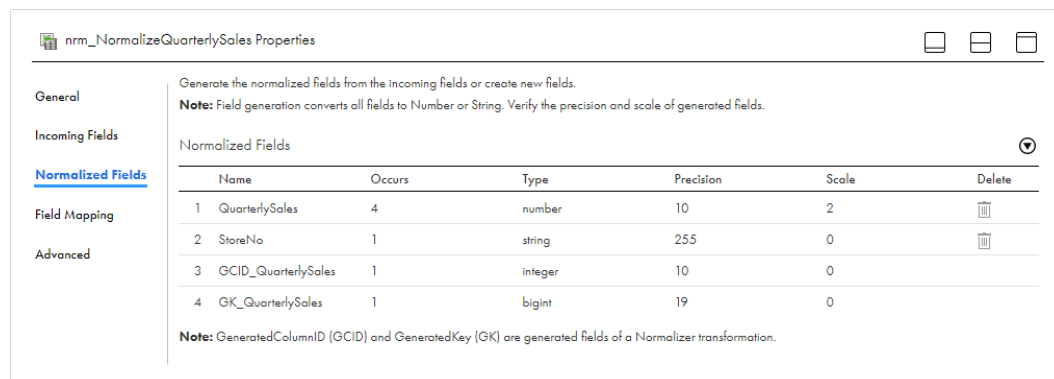 nrm_NormalizeQuarterlySales Properties
General
Incoming Fields
Normalized Fields
Field Mapping
Advanced
Generate the normalized fields from the incoming fields or create new fields.
Note: Field generation converts all fields to Number or String. Verify the precision and scale of generated fields.
Normalized Fields
Name Occurs Type Precision Scale Delete
1 QuarterlySales 4 number 10 2
2 StoreNo 1 string 255 0
3 GCID_QuarterlySales 1 integer 10 0
4 GK_QuarterlySales 1 bigint 19 0
Note: GeneratedColumnID (GCID) and GeneratedKey (GK) are generated fields of a Normalizer transformation.